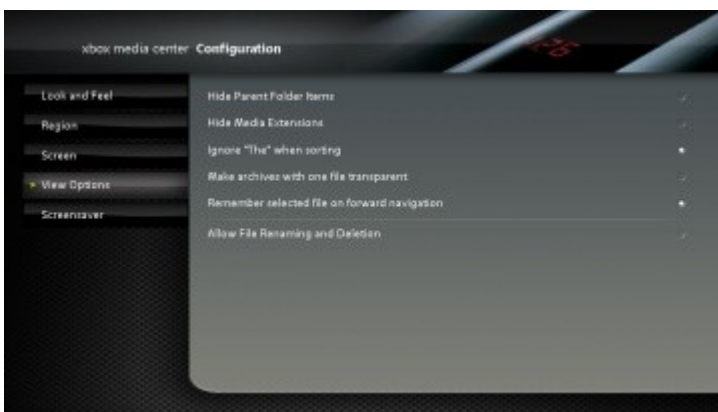 xbox media center Configuration
Look and Feel
Region
Screen
View Options
Screensaver
Hide Parent Folder Items
Hide Media Extensions
Ignore "The" when sorting
Make archives with one file transparent
Remember selected file on forward navigation
Allow File Renaming and Deletion